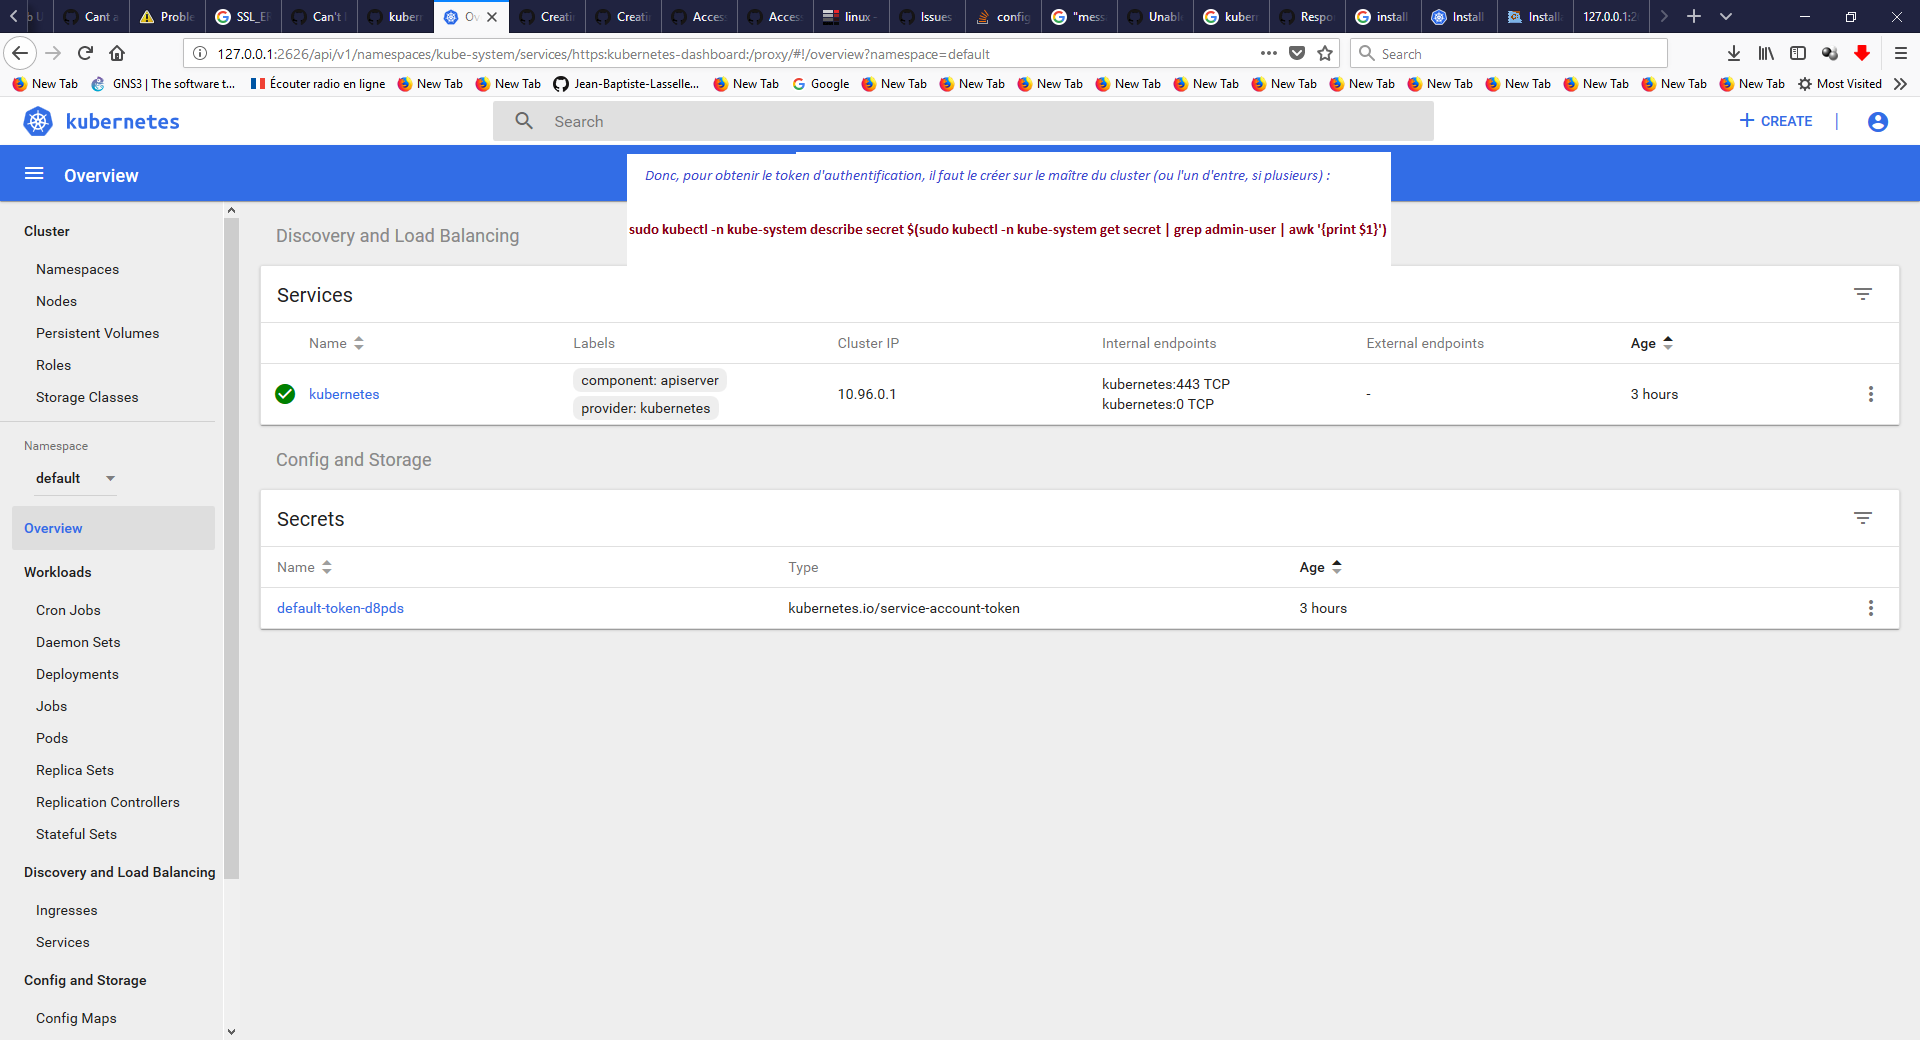 Cant a
Proble
SSL_ER
Can't
kubern
Ov
Creati
Creati
Acces
Acces
linux -
Issues
config
"mess
Unabl
kubern
Respo
install
Install
Install
127.0.0.1:2
127.0.0.1:2626/api/v1/namespaces/kube-system/services/https:kubernetes-dashboard:/proxy/#!/overview?namespace=default
Search
New Tab
GNS3 | The software t...
Écouter radio en ligne
New Tab
New Tab
Jean-Baptiste-Lasselle...
New Tab
Google
New Tab
New Tab
New Tab
New Tab
New Tab
New Tab
New Tab
New Tab
New Tab
New Tab
New Tab
New Tab
Most Visited
kubernetes
Search
CREATE
Overview
Donc, pour obtenir le token d'authentification, il faut le créer sur le maître du cluster (ou l'un d'entre, si plusieurs) :
sudo kubectl -n kube-system describe secret $(sudo kubectl -n kube-system get secret | grep admin-user | awk '{print $1}')
Cluster
Namespaces
Nodes
Persistent Volumes
Roles
Storage Classes
Namespace
default
Overview
Workloads
Cron Jobs
Daemon Sets
Deployments
Jobs
Pods
Replica Sets
Replication Controllers
Stateful Sets
Discovery and Load Balancing
Ingresses
Services
Config and Storage
Config Maps
Discovery and Load Balancing
Services
Name Labels Cluster IP Internal endpoints External endpoints Age
kubernetes component: apiserver 10.96.0.1 kubernetes:443 TCP - 3 hours
provider: kubernetes kubernetes:0 TCP
Config and Storage
Secrets
Name Type Age
default-token-d8pds kubernetes.io/service-account-token 3 hours